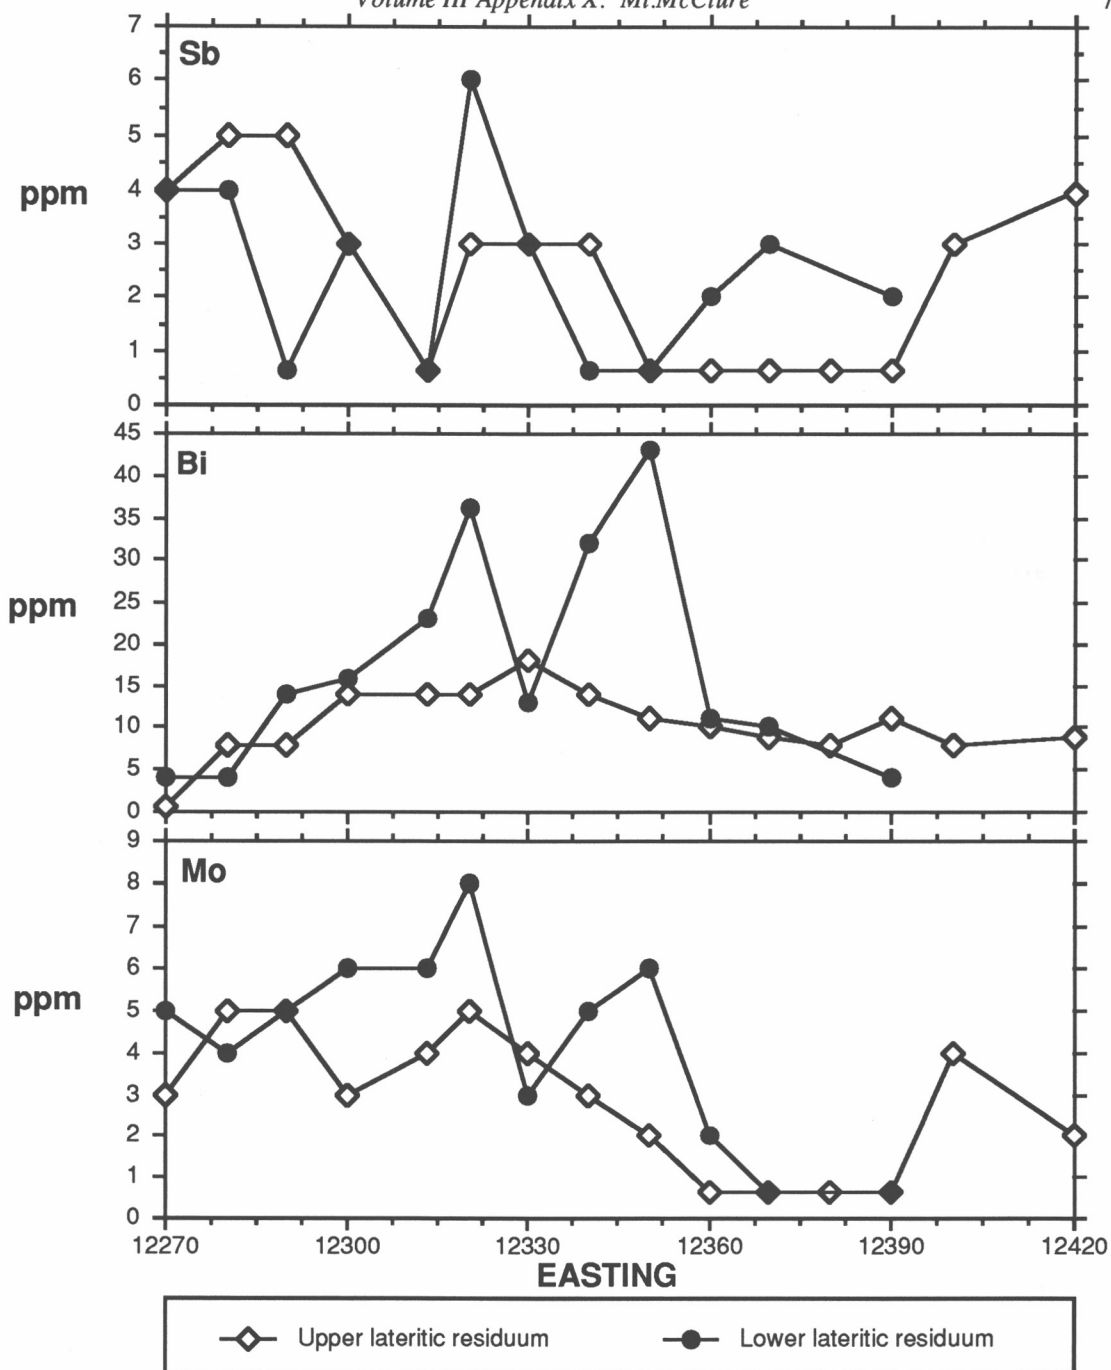 Volume III Appendix X: Mt.McClure
7
Sb
ppm
6
5
4
3
2
1
0
45
Bi
ppm
40
35
30
25
20
15
10
5
0
9
Mo
ppm
8
7
6
5
4
3
2
1
0
12270 12300 12330 12360 12390 12420
EASTING
Upper lateritic residuum Lower lateritic residuum